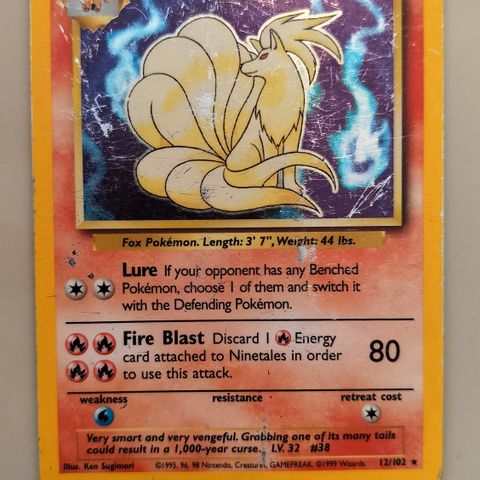 Fox Pokémon. Length: 3' 7", Weight: 44 lbs.
Lure If your opponent has any Benched
Pokémon, choose 1 of them and switch it
with the Defending Pokémon.
Fire Blast Discard 1 Energy
card attached to Ninetales in order
to use this attack.
80
weakness resistance retreat cost
Very smart and very vengeful. Grabbing one of its many tails
could result in a 1,000-year curse. LV. 32 #38
Illus. Ken Sugimori ©1995, 96, 98 Nintendo, Creatures, GAMEFREAK. ©1999 Wizards. 12/102 ★